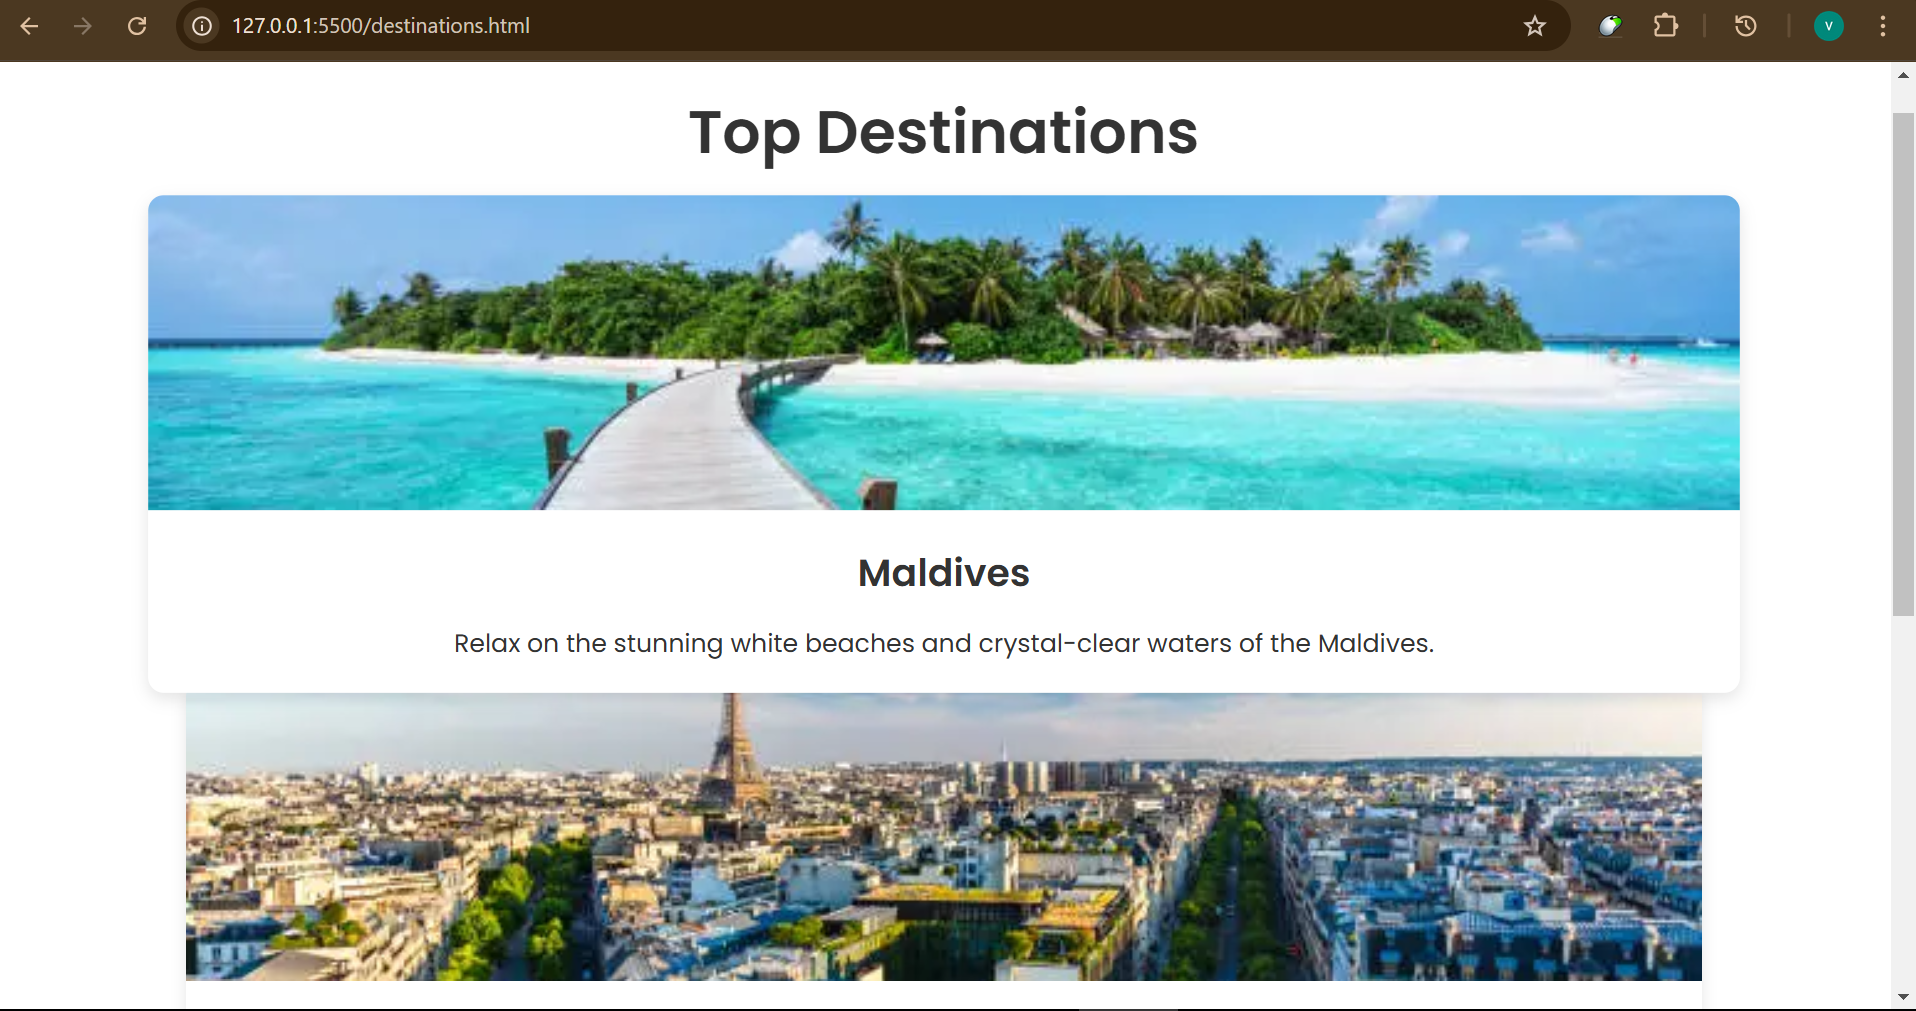 127.0.0.1:5500/destinations.html
V
Top Destinations
Maldives
Relax on the stunning white beaches and crystal-clear waters of the Maldives.